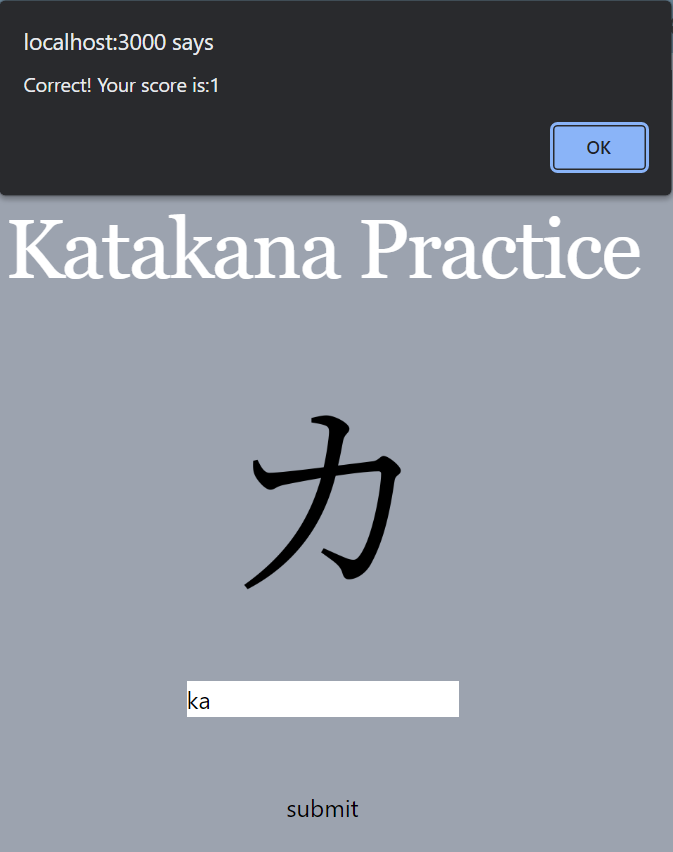 localhost:3000 says
Correct! Your score is:1
OK
Katakana Practice
カ
ka
submit